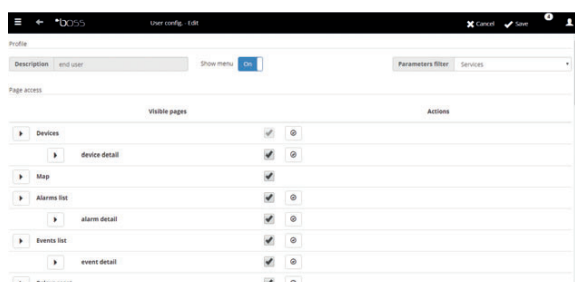 boss User config. - Edit Cancel Save 4
Profile
Description end user Show menu On Parameters filter Services
Page access
Visible pages Actions
Devices
device detail
Map
Alarms list
alarm detail
Events list
event detail